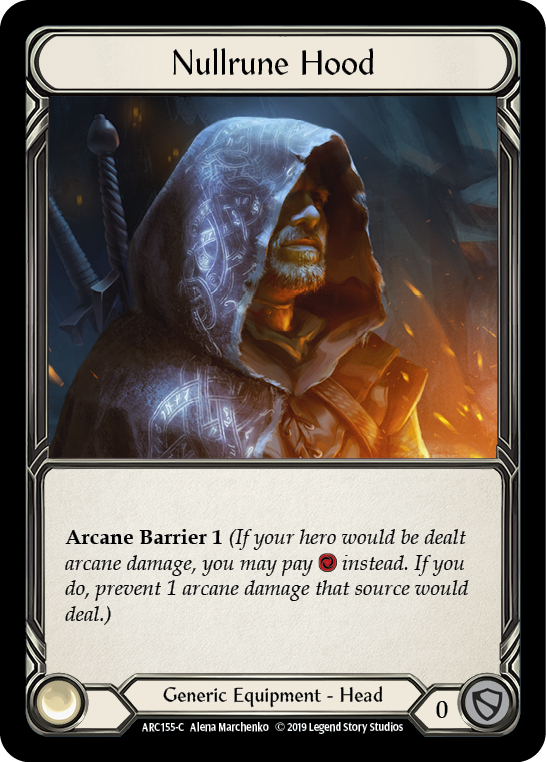 Nullrune Hood
Arcane Barrier 1 (If your hero would be dealt
arcane damage, you may pay instead. If you
do, prevent 1 arcane damage that source would
deal.)
Generic Equipment - Head
0
ARC155-C Alena Marchenko © 2019 Legend Story Studios